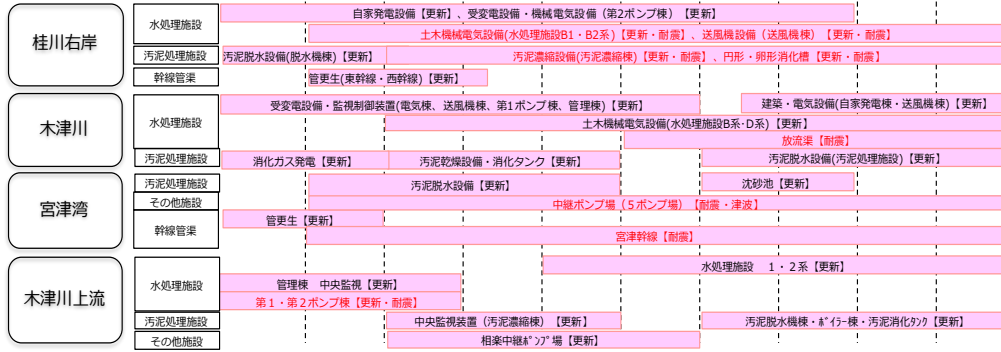 桂川右岸
水処理施設
自家発電設備【更新】、受変電設備・機械電気設備（第2ポンプ棟）【更新】
土木機械電気設備(水処理施設B1・B2系)【更新・耐震】、送風機設備（送風機棟）【更新・耐震】
汚泥処理施設
汚泥脱水設備(脱水機棟)【更新】
汚泥濃縮設備(汚泥濃縮棟)【更新・耐震】、円形・卵形消化槽【更新・耐震】
幹線管渠
管更生(東幹線・西幹線)【更新】
木津川
水処理施設
受変電設備・監視制御装置(電気棟、送風機棟、第1ポンプ棟、管理棟)【更新】
建築・電気設備(自家発電棟・送風機棟)【更新】
土木機械電気設備(水処理施設B系・D系)【更新】
放流渠【耐震】
汚泥処理施設
消化ガス発電【更新】
汚泥乾燥設備・消化タンク【更新】
汚泥脱水設備(汚泥処理施設)【更新】
宮津湾
汚泥処理施設
汚泥脱水設備【更新】
沈砂池【更新】
その他施設
中継ポンプ場（５ポンプ場）【耐震・津波】
幹線管渠
管更生【更新】
宮津幹線【耐震】
木津川上流
水処理施設
水処理施設　１・２系【更新】
管理棟　中央監視【更新】
第１・第２ポンプ棟【更新・耐震】
汚泥処理施設
中央監視装置（汚泥濃縮棟）【更新】
汚泥脱水機棟・ﾎﾞｲﾗｰ棟・汚泥消化ﾀﾝｸ【更新】
その他施設
相楽中継ﾎﾟﾝﾌﾟ場【更新】